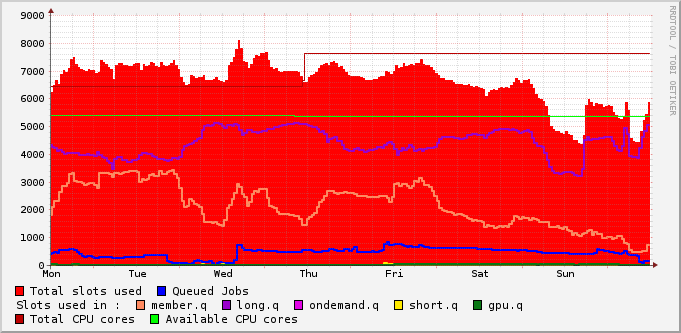 9000
8000
7000
6000
5000
4000
3000
2000
1000
0
Mon Tue Wed Thu Fri Sat Sun
RRDTOOL / TOBI OETIKER
Total slots used Queued Jobs
Slots used in : member.q long.q ondemand.q short.q gpu.q
Total CPU cores Available CPU cores